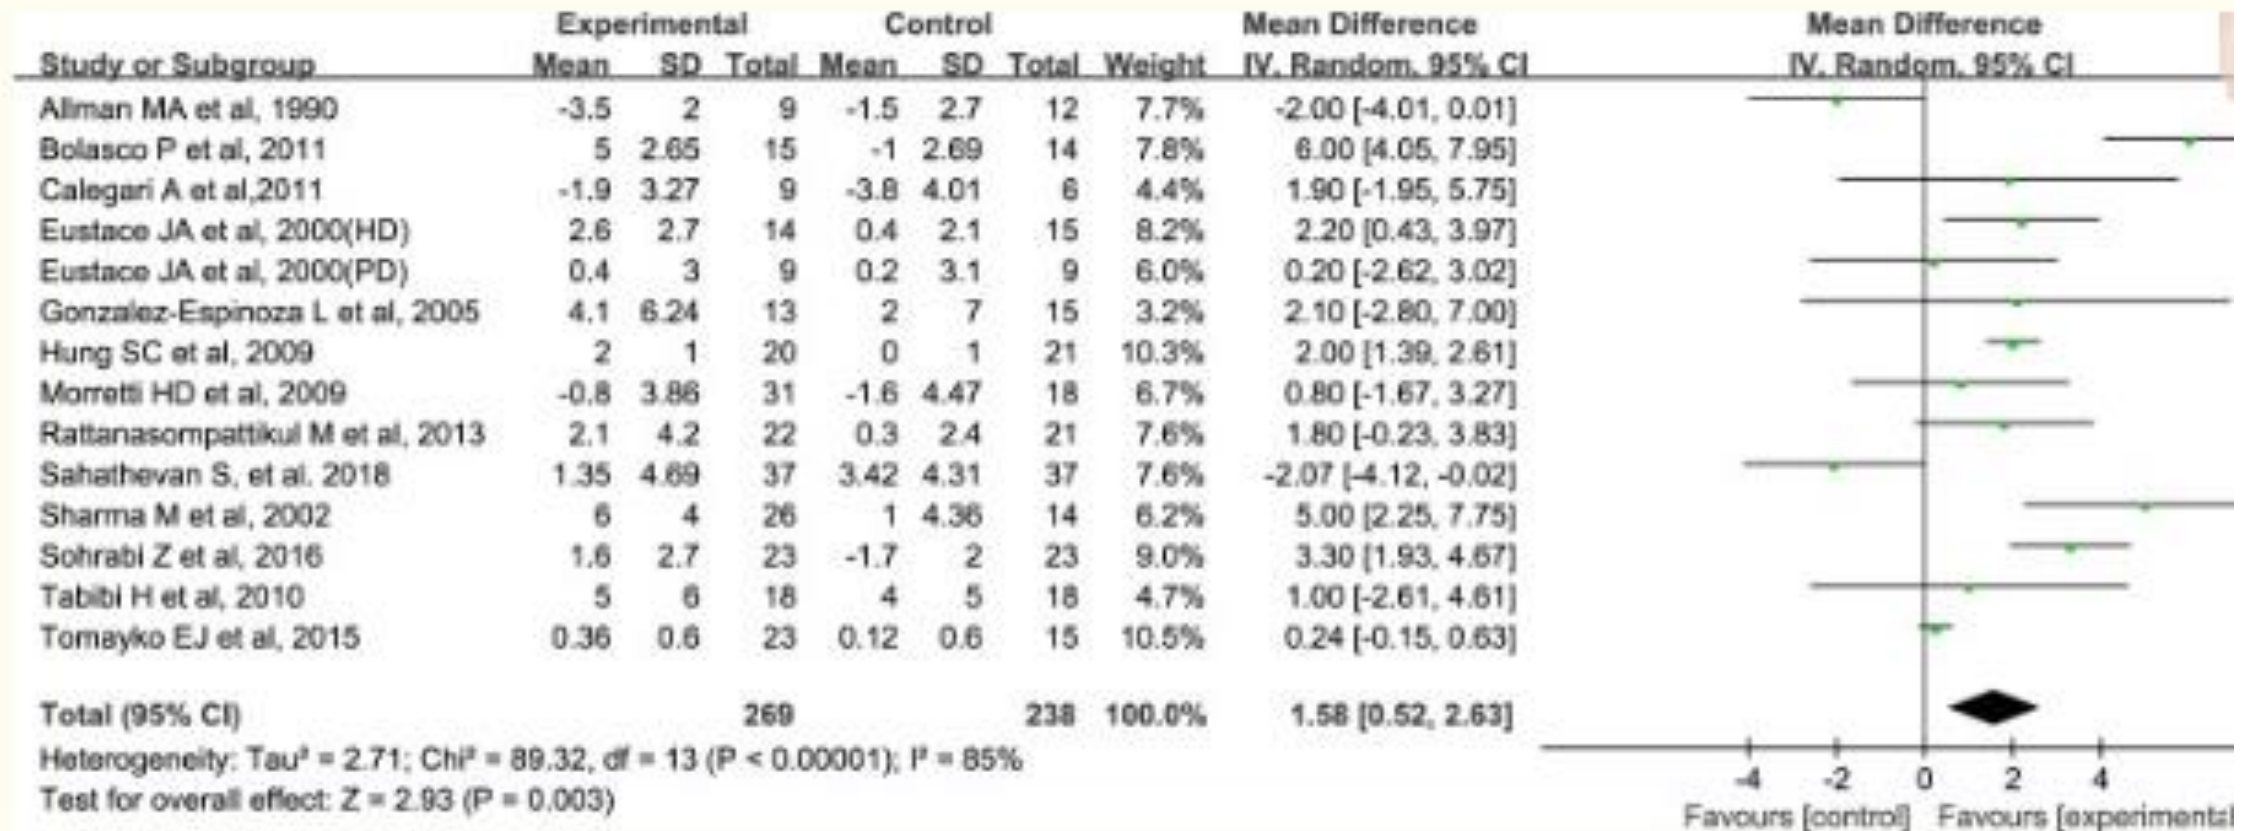 Experimental Control Mean Difference Mean Difference
Study or Subgroup Mean SD Total Mean SD Total Weight IV, Random, 95% CI IV, Random, 95% CI
Allman MA et al, 1990 -3.5 2 9 -1.5 2.7 12 7.7% -2.00 [-4.01, 0.01]
Bolasco P et al, 2011 5 2.65 15 -1 2.69 14 7.8% 6.00 [4.05, 7.95]
Calegari A et al,2011 -1.9 3.27 9 -3.8 4.01 6 4.4% 1.90 [-1.95, 5.75]
Eustace JA et al, 2000(HD) 2.6 2.7 14 0.4 2.1 15 8.2% 2.20 [0.43, 3.97]
Eustace JA et al, 2000(PD) 0.4 3 9 0.2 3.1 9 6.0% 0.20 [-2.62, 3.02]
Gonzalez-Espinoza L et al, 2005 4.1 6.24 13 2 7 15 3.2% 2.10 [-2.80, 7.00]
Hung SC et al, 2009 2 1 20 0 1 21 10.3% 2.00 [1.39, 2.61]
Morretti HD et al, 2009 -0.8 3.86 31 -1.6 4.47 18 6.7% 0.80 [-1.67, 3.27]
Rattanasompattikul M et al, 2013 2.1 4.2 22 0.3 2.4 21 7.6% 1.80 [-0.23, 3.83]
Sahathevan S, et al. 2018 1.35 4.69 37 3.42 4.31 37 7.6% -2.07 [-4.12, -0.02]
Sharma M et al, 2002 6 4 26 1 4.36 14 6.2% 5.00 [2.25, 7.75]
Sohrabi Z et al, 2016 1.6 2.7 23 -1.7 2 23 9.0% 3.30 [1.93, 4.67]
Tabibi H et al, 2010 5 6 18 4 5 18 4.7% 1.00 [-2.61, 4.61]
Tomayko EJ et al, 2015 0.36 0.6 23 0.12 0.6 15 10.5% 0.24 [-0.15, 0.63]
Total (95% CI) 269 238 100.0% 1.58 [0.52, 2.63]
Heterogeneity: Tau² = 2.71; Chi² = 89.32, df = 13 (P < 0.00001); I² = 85%
Test for overall effect: Z = 2.93 (P = 0.003)
-4 -2 0 2 4
Favours [control] Favours [experimental